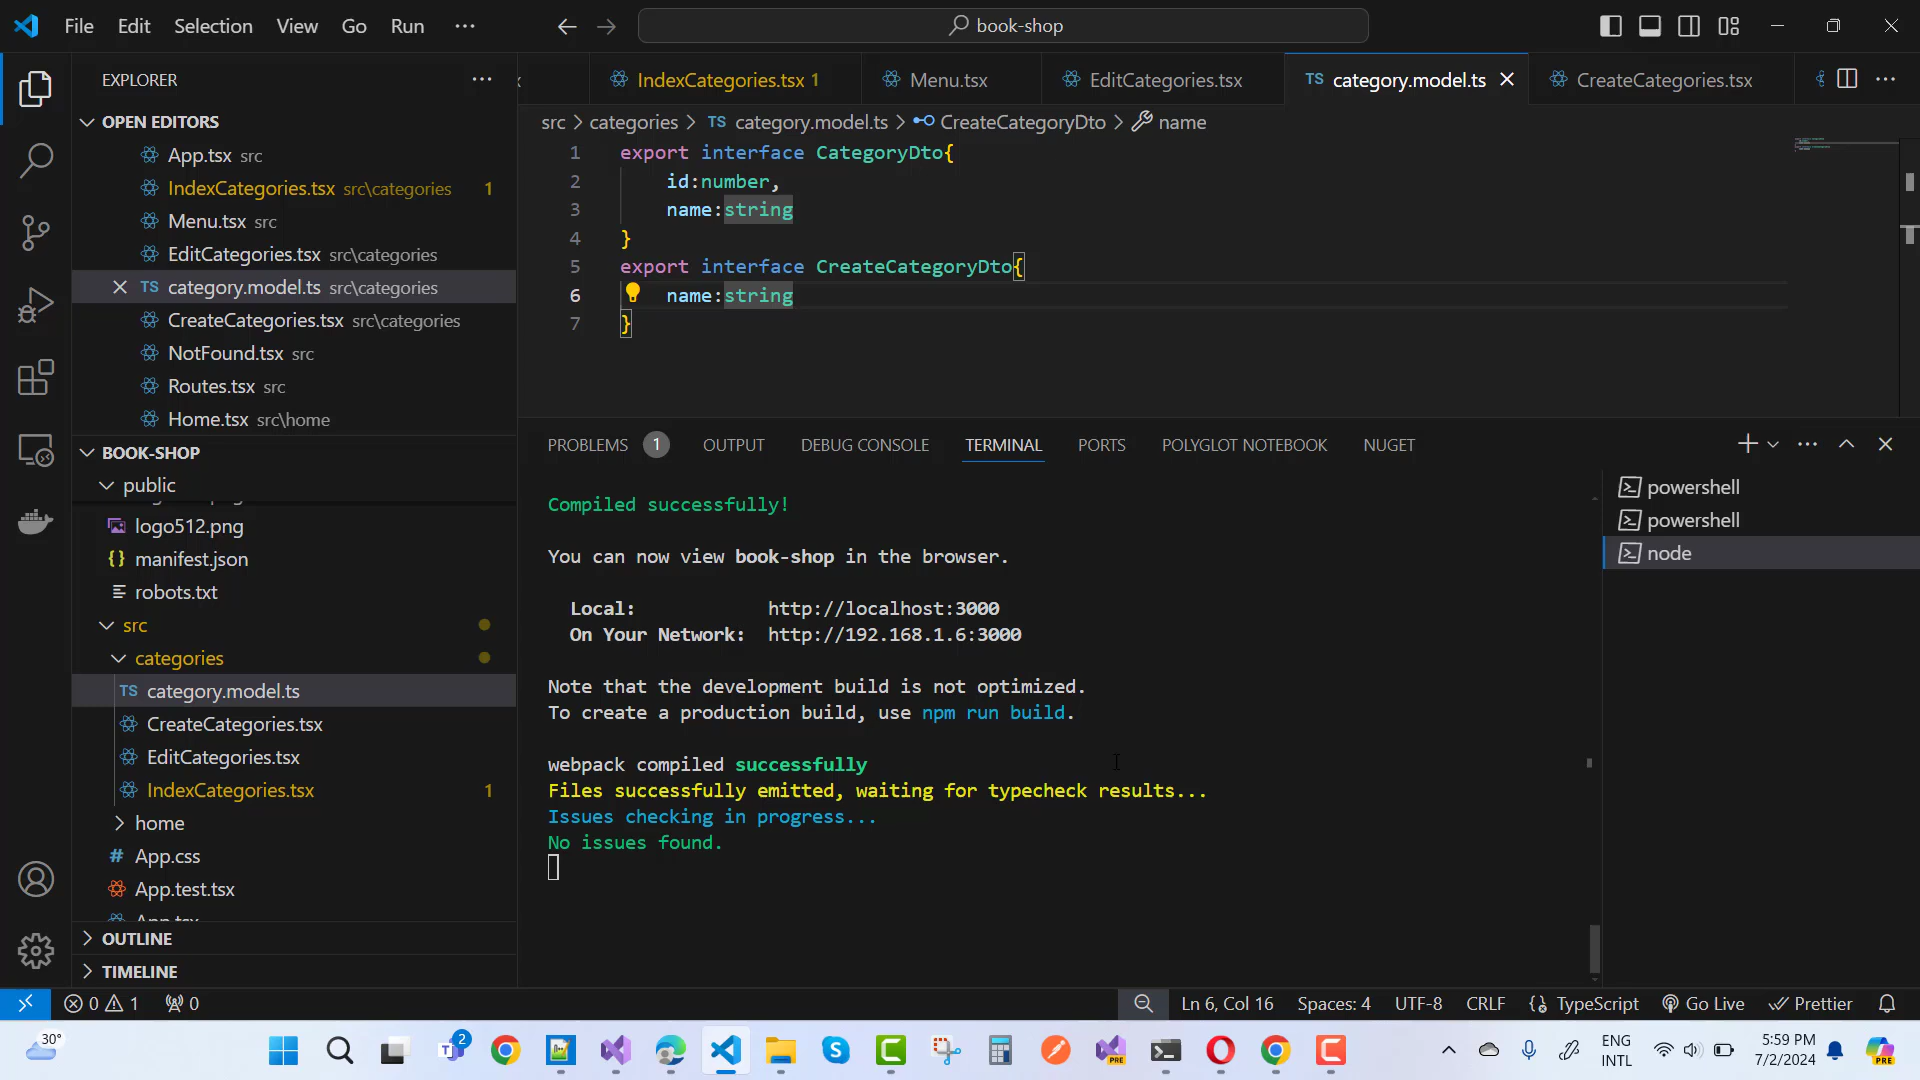 File Edit Selection View Go Run ···
book-shop
EXPLORER
IndexCategories.tsx 1
Menu.tsx
EditCategories.tsx
TS category.model.ts
CreateCategories.tsx
OPEN EDITORS
App.tsx src
IndexCategories.tsx src\categories 1
Menu.tsx src
EditCategories.tsx src\categories
TS category.model.ts src\categories
CreateCategories.tsx src\categories
NotFound.tsx src
Routes.tsx src
Home.tsx src\home
src > categories > TS category.model.ts > CreateCategoryDto > name
1 export interface CategoryDto{
2 id:number,
3 name:string
4 }
5 export interface CreateCategoryDto{
6 name:string
7 }
BOOK-SHOP
public
logo512.png
{} manifest.json
robots.txt
src
categories
TS category.model.ts
CreateCategories.tsx
EditCategories.tsx
IndexCategories.tsx 1
home
# App.css
App.test.tsx
App.tsx
OUTLINE
TIMELINE
PROBLEMS 1 OUTPUT DEBUG CONSOLE TERMINAL PORTS POLYGLOT NOTEBOOK NUGET
Compiled successfully!
You can now view book-shop in the browser.
Local: http://localhost:3000
On Your Network: http://192.168.1.6:3000
Note that the development build is not optimized.
To create a production build, use npm run build.
webpack compiled successfully
Files successfully emitted, waiting for typecheck results...
Issues checking in progress...
No issues found.
powershell
powershell
node
0 1 0
Ln 6, Col 16 Spaces: 4 UTF-8 CRLF {} TypeScript Go Live Prettier
30°
2
PRE
ENG
INTL
5:59 PM
7/2/2024
PRE